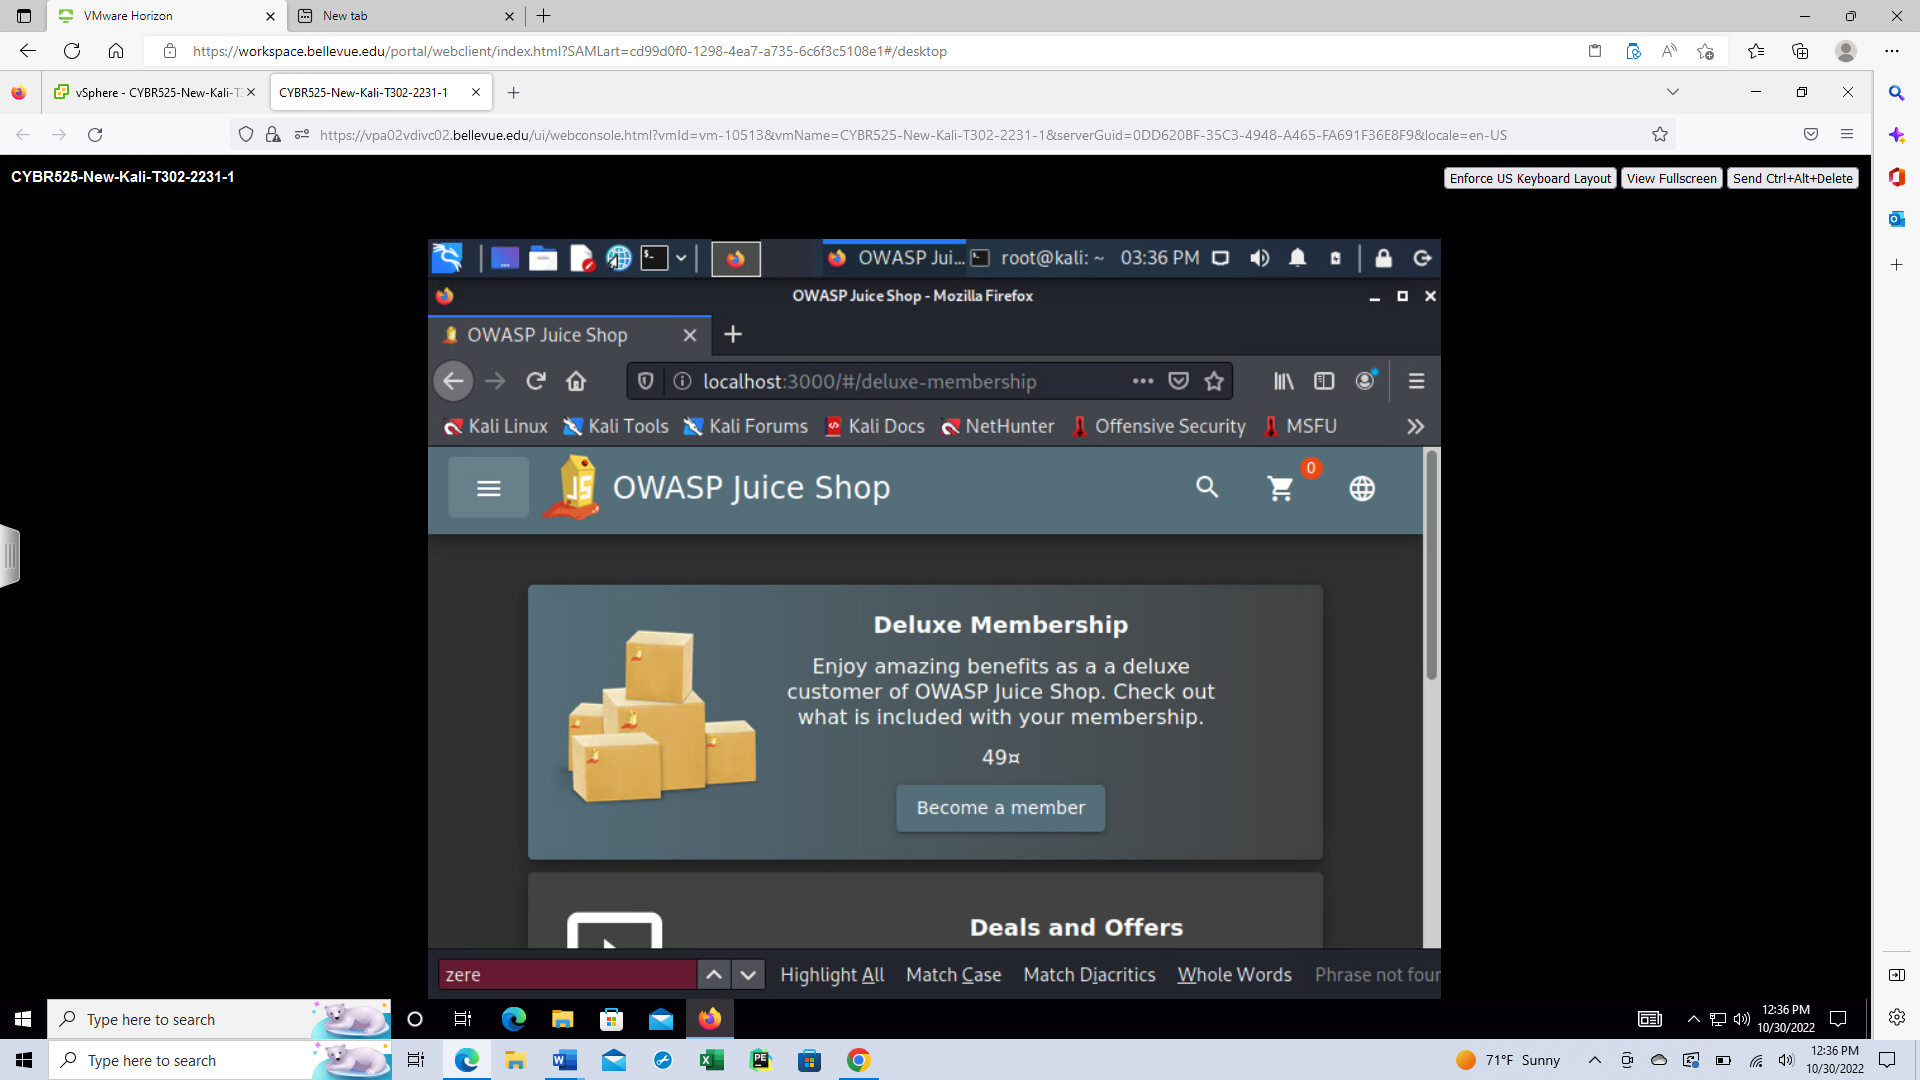 VMware Horizon
New tab
https://workspace.bellevue.edu/portal/webclient/index.html?SAMLart=cd99d0f0-1298-4ea7-a735-6c6f3c5108e1#/desktop
vSphere - CYBR525-New-Kali-T3
CYBR525-New-Kali-T302-2231-1
https://vpa02vdivc02.bellevue.edu/ui/webconsole.html?vmId=vm-10513&vmName=CYBR525-New-Kali-T302-2231-1&serverGuid=0DD620BF-35C3-4948-A465-FA691F36E8F9&locale=en-US
CYBR525-New-Kali-T302-2231-1
Enforce US Keyboard Layout
View Fullscreen
Send Ctrl+Alt+Delete
OWASP Jui...
root@kali: ~
03:36 PM
OWASP Juice Shop - Mozilla Firefox
OWASP Juice Shop
localhost:3000/#/deluxe-membership
Kali Linux
Kali Tools
Kali Forums
Kali Docs
NetHunter
Offensive Security
MSFU
JS
OWASP Juice Shop
0
Deluxe Membership
Enjoy amazing benefits as a a deluxe
customer of OWASP Juice Shop. Check out
what is included with your membership.
49¤
Become a member
Deals and Offers
zere
Highlight All
Match Case
Match Diacritics
Whole Words
Phrase not four
Type here to search
12:36 PM
10/30/2022
Type here to search
71°F Sunny
12:36 PM
10/30/2022